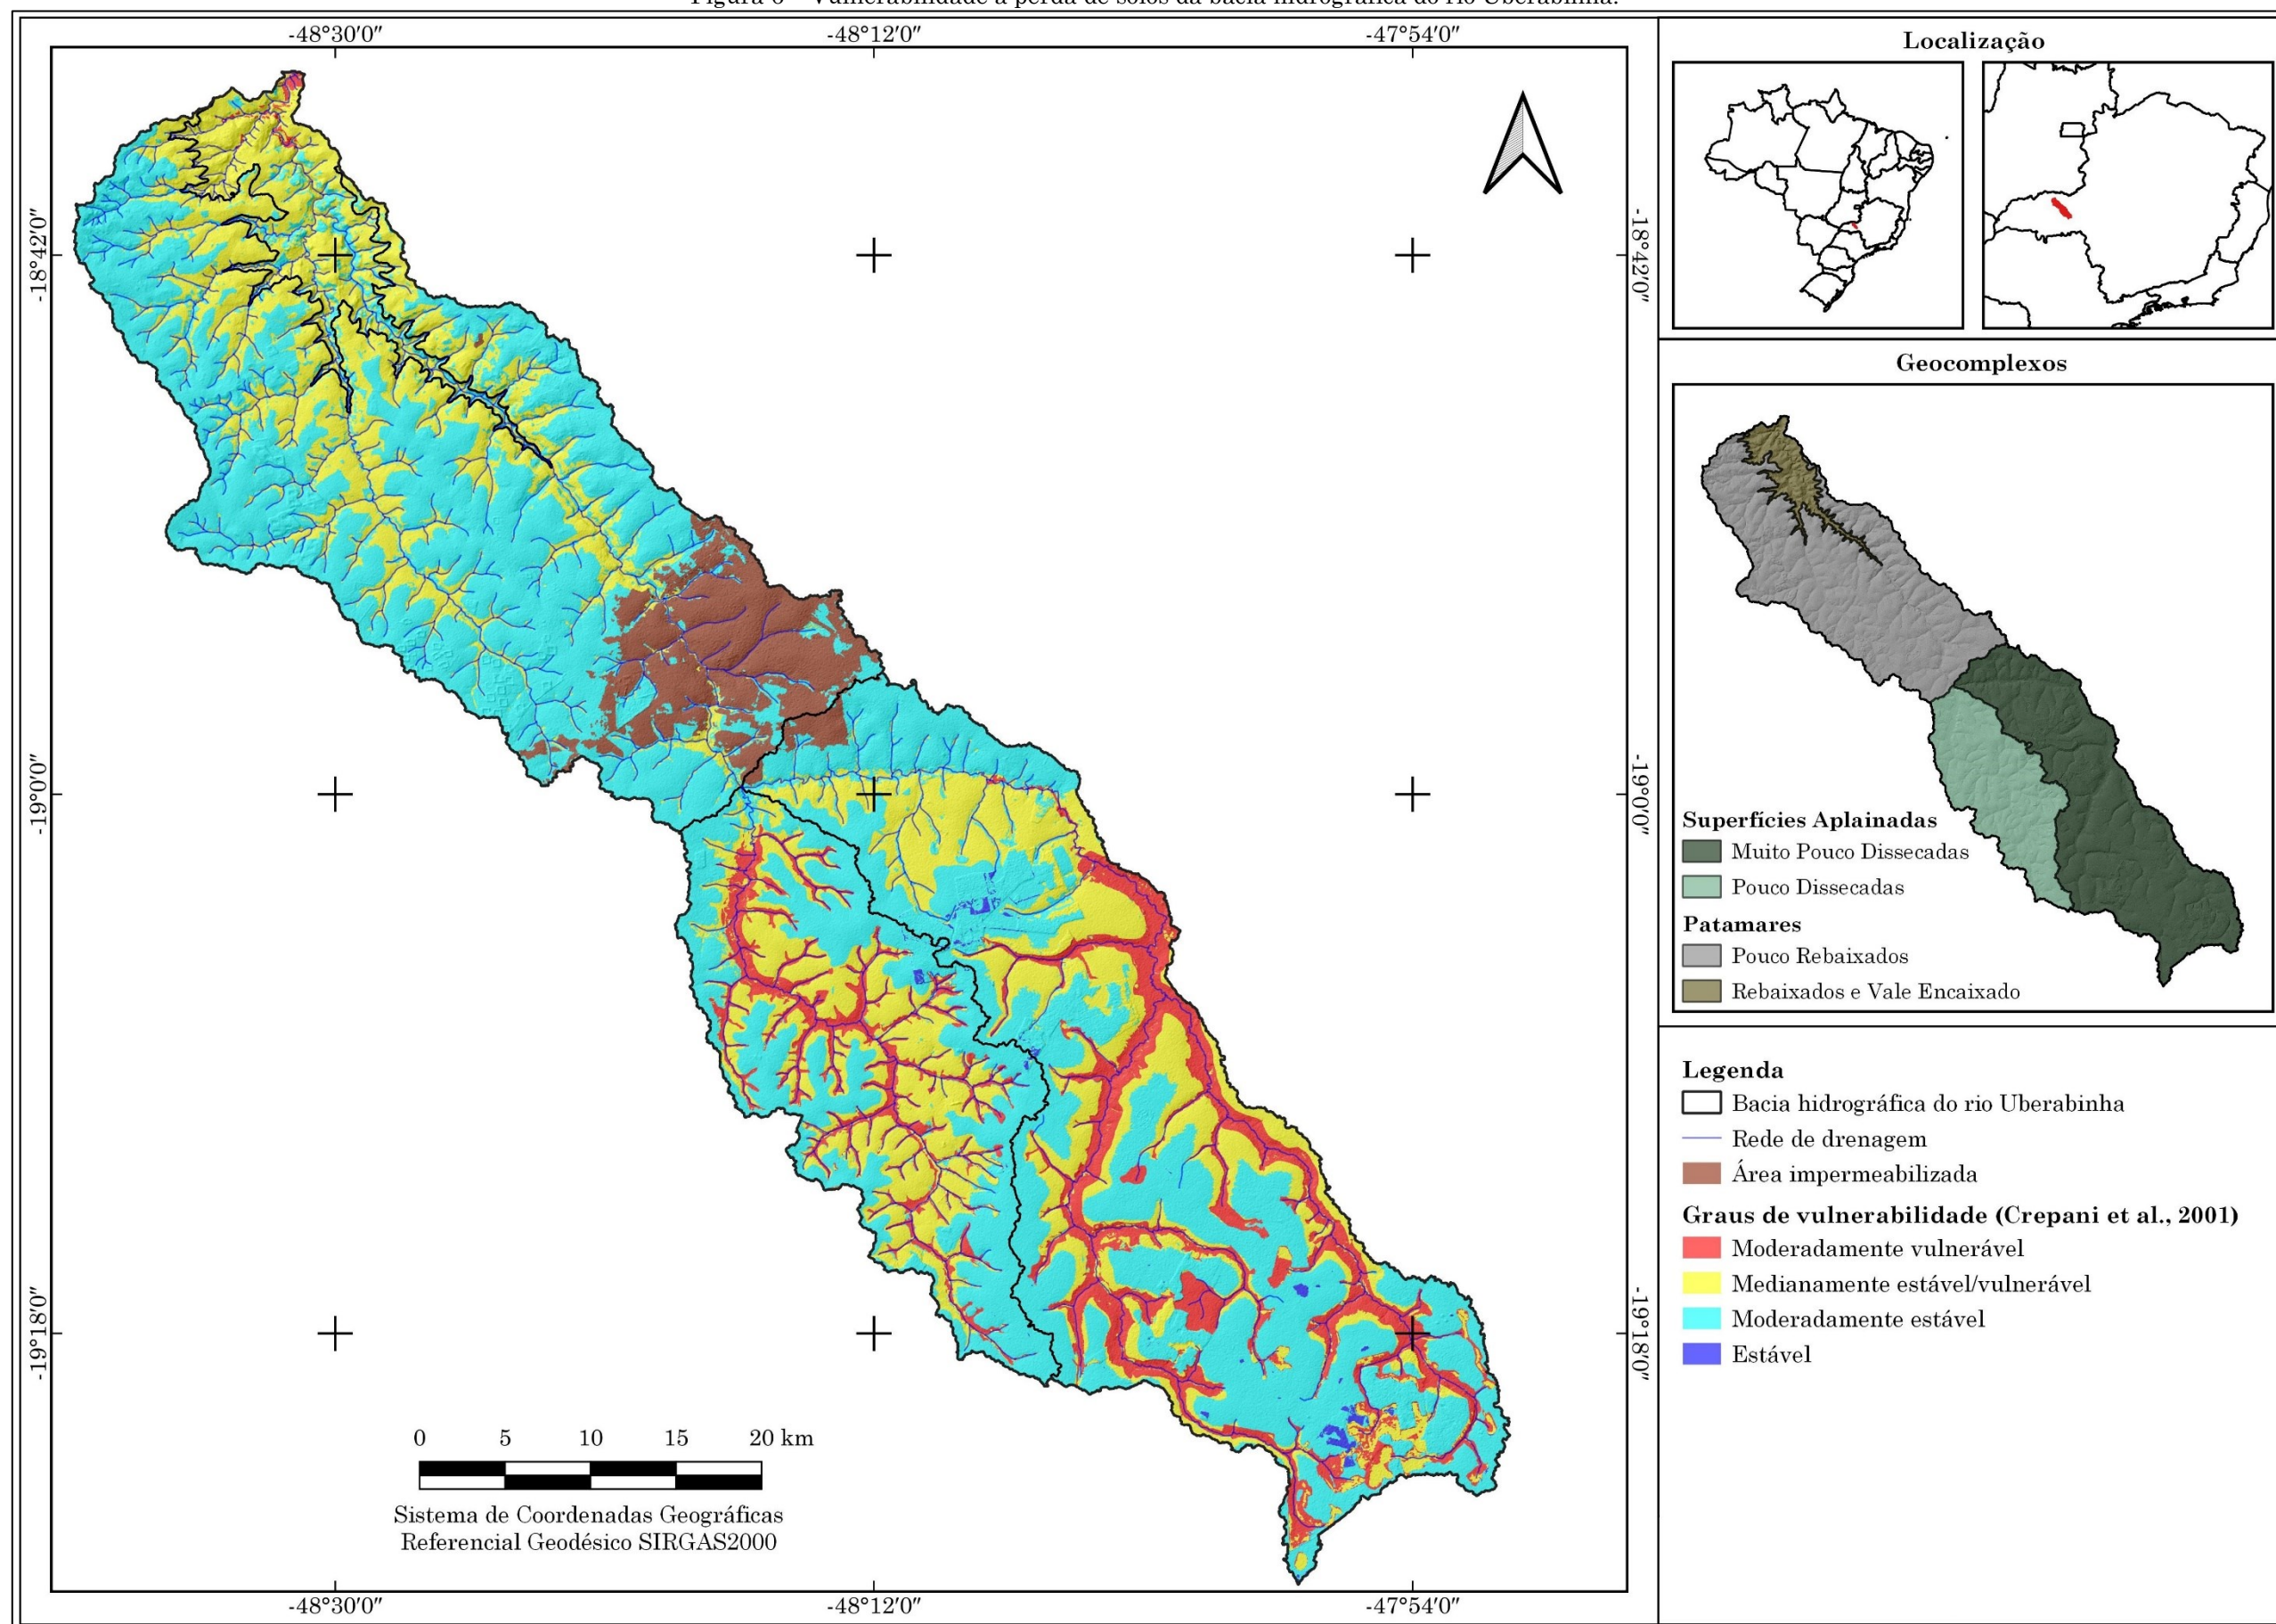 Figura 6 – Vulnerabilidade à perda de solos da bacia hidrográfica do rio Uberabinha.
-48°30′0″ -48°12′0″ -47°54′0″
-18°42′0″ -18°42′0″
-19°0′0″ -19°0′0″
-19°18′0″ -19°18′0″
0 5 10 15 20 km
Sistema de Coordenadas Geográficas
Referencial Geodésico SIRGAS2000
-48°30′0″ -48°12′0″ -47°54′0″
Localização
Geocomplexos
Superfícies Aplainadas
Muito Pouco Dissecadas
Pouco Dissecadas
Patamares
Pouco Rebaixados
Rebaixados e Vale Encaixado
Legenda
Bacia hidrográfica do rio Uberabinha
Rede de drenagem
Área impermeabilizada
Graus de vulnerabilidade (Crepani et al., 2001)
Moderadamente vulnerável
Medianamente estável/vulnerável
Moderadamente estável
Estável